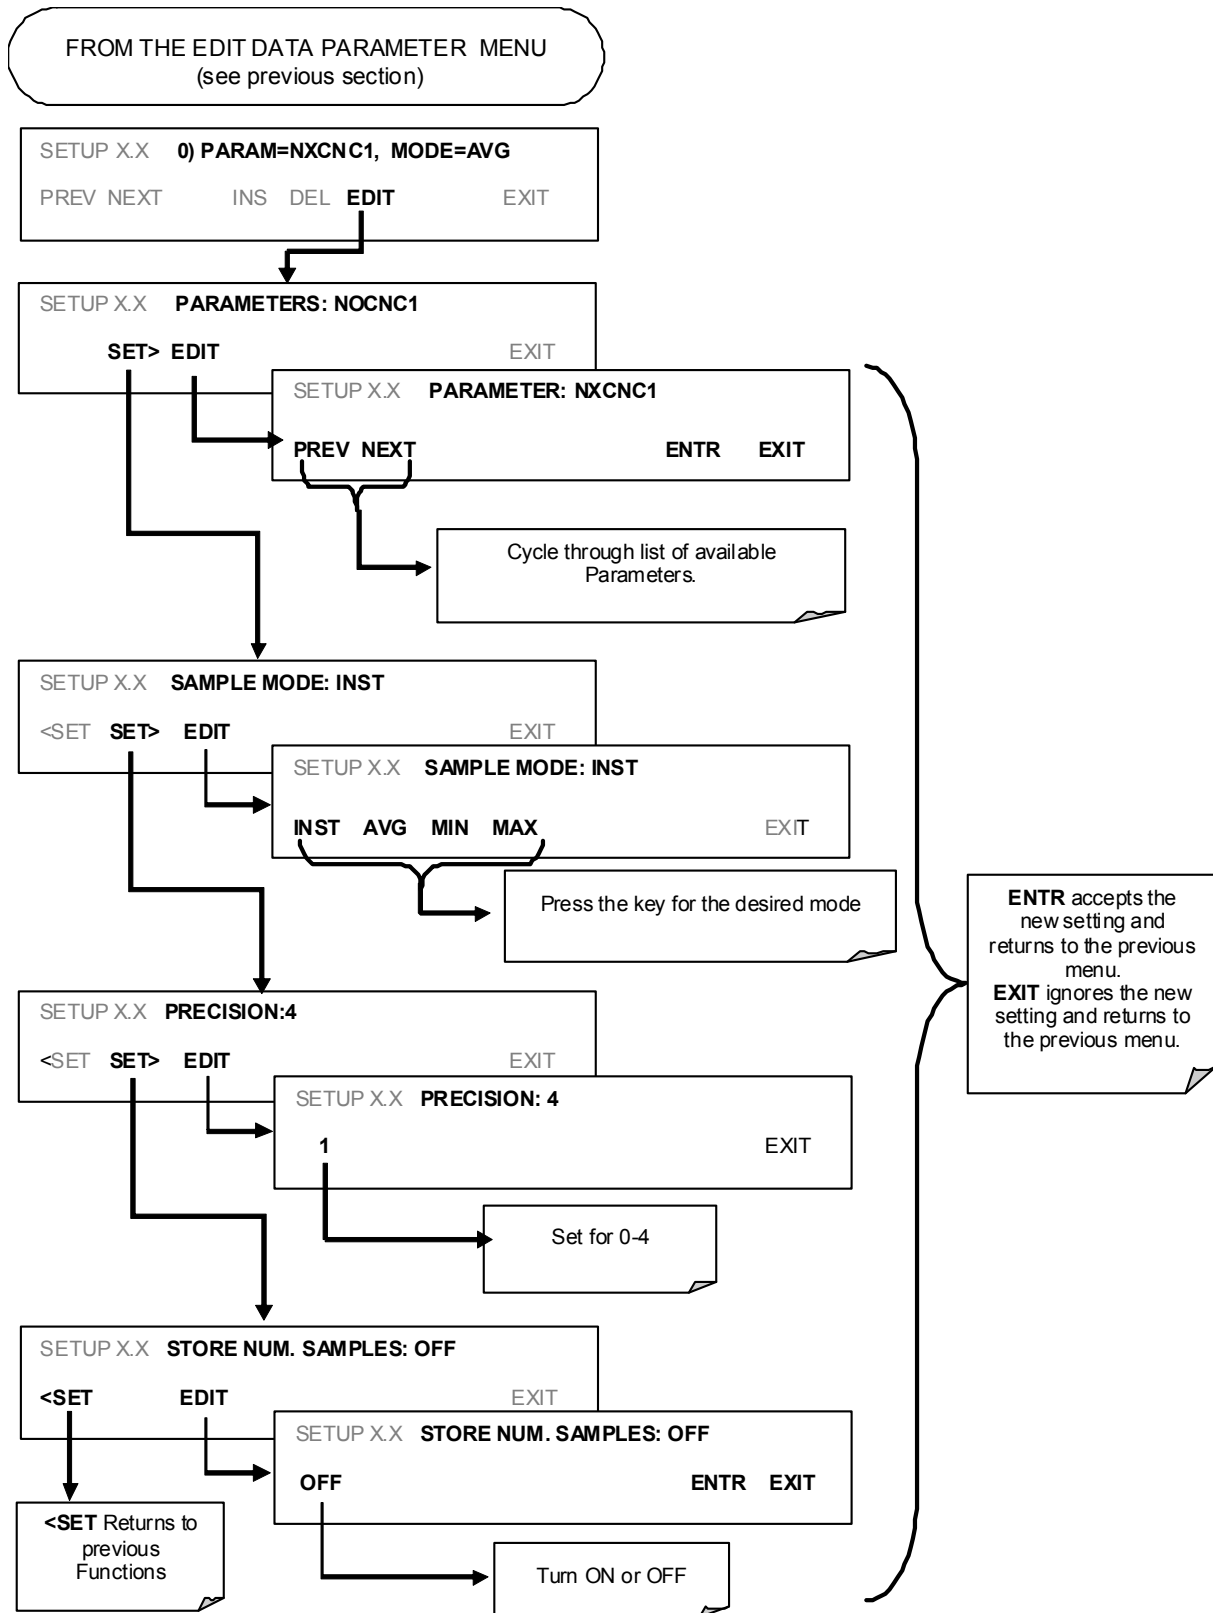 FROM THE EDIT DATA PARAMETER MENU
(see previous section)
SETUP X.X 0) PARAM=NXCNC1, MODE=AVG
PREV NEXT INS DEL EDIT EXIT
SETUP X.X PARAMETERS: NOCNC1
SET> EDIT EXIT
SETUP X.X PARAMETER: NXCNC1
PREV NEXT ENTR EXIT
Cycle through list of available
Parameters.
SETUP X.X SAMPLE MODE: INST
<SET SET> EDIT EXIT
SETUP X.X SAMPLE MODE: INST
INST AVG MIN MAX EXIT
Press the key for the desired mode
ENTR accepts the
new setting and
returns to the previous
menu.
EXIT ignores the new
setting and returns to
the previous menu.
SETUP X.X PRECISION:4
<SET SET> EDIT EXIT
SETUP X.X PRECISION: 4
1 EXIT
Set for 0-4
SETUP X.X STORE NUM. SAMPLES: OFF
<SET EDIT EXIT
SETUP X.X STORE NUM. SAMPLES: OFF
OFF ENTR EXIT
<SET Returns to
previous
Functions
Turn ON or OFF